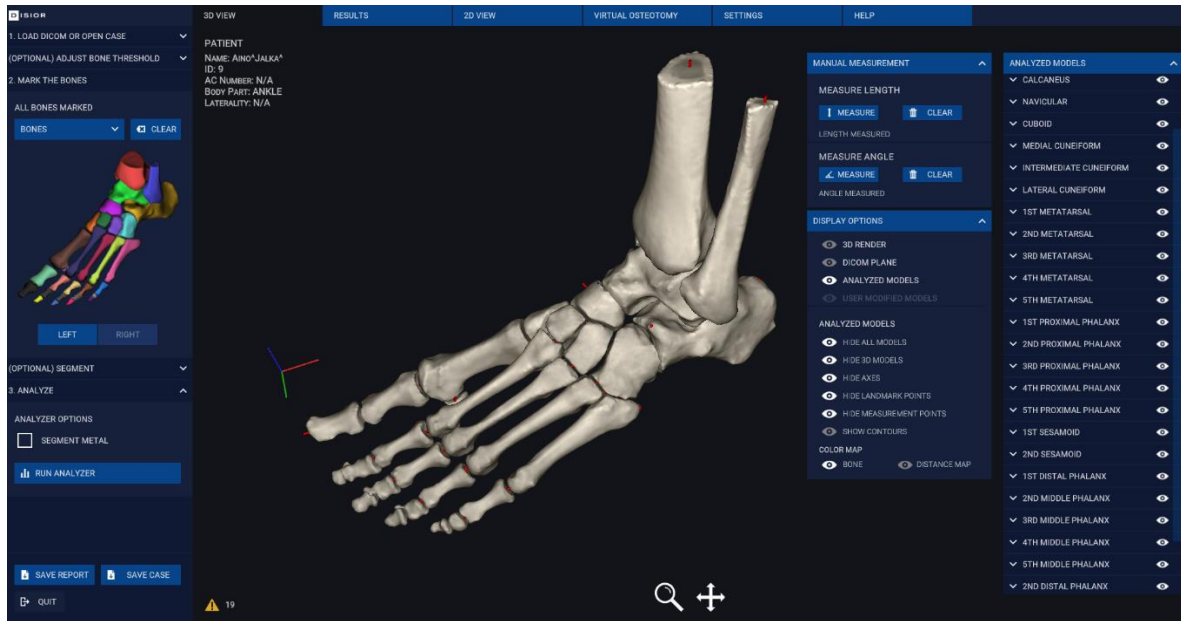 DISIOR
3D VIEW
RESULTS
2D VIEW
VIRTUAL OSTEOTOMY
SETTINGS
HELP
1. LOAD DICOM OR OPEN CASE
(OPTIONAL) ADJUST BONE THRESHOLD
2. MARK THE BONES
ALL BONES MARKED
BONES
CLEAR
LEFT
RIGHT
(OPTIONAL) SEGMENT
3. ANALYZE
ANALYZER OPTIONS
SEGMENT METAL
RUN ANALYZER
SAVE REPORT
SAVE CASE
QUIT
PATIENT
NAME: AINO^JALKA^
ID: 9
AC NUMBER: N/A
BODY PART: ANKLE
LATERALITY: N/A
19
MANUAL MEASUREMENT
MEASURE LENGTH
MEASURE
CLEAR
LENGTH MEASURED
MEASURE ANGLE
MEASURE
CLEAR
ANGLE MEASURED
DISPLAY OPTIONS
3D RENDER
DICOM PLANE
ANALYZED MODELS
USER MODIFIED MODELS
ANALYZED MODELS
HIDE ALL MODELS
HIDE 3D MODELS
HIDE AXES
HIDE LANDMARK POINTS
HIDE MEASUREMENT POINTS
SHOW CONTOURS
COLOR MAP
BONE
DISTANCE MAP
ANALYZED MODELS
CALCANEUS
NAVICULAR
CUBOID
MEDIAL CUNEIFORM
INTERMEDIATE CUNEIFORM
LATERAL CUNEIFORM
1ST METATARSAL
2ND METATARSAL
3RD METATARSAL
4TH METATARSAL
5TH METATARSAL
1ST PROXIMAL PHALANX
2ND PROXIMAL PHALANX
3RD PROXIMAL PHALANX
4TH PROXIMAL PHALANX
5TH PROXIMAL PHALANX
1ST SESAMOID
2ND SESAMOID
1ST DISTAL PHALANX
2ND MIDDLE PHALANX
3RD MIDDLE PHALANX
4TH MIDDLE PHALANX
5TH MIDDLE PHALANX
2ND DISTAL PHALANX